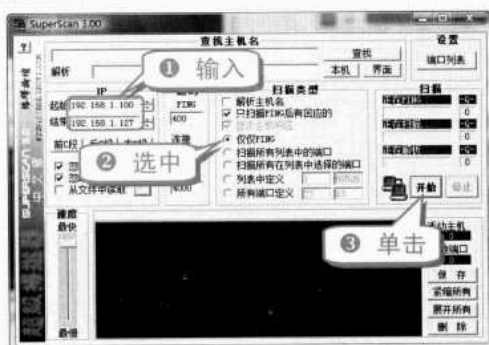 SuperScan 3.00
查找主机名
设置
查找
端口列表
解析
本机
界面
❶ 输入
IP
扫描类型
扫描
起始 192.168.1.100
PING
解析主机名
结束 192.168.1.127
400
只扫描PING后有回应的
连接
仅仅PING
❷ 选中
扫描所有列表中的端口
扫描所有在列表中选择的端口
从文件中读取
4000
列表中定义
所有端口定义
开始
停止
速度
最快
❸ 单击
保 存
紧缩所有
展开所有
最慢
删 除